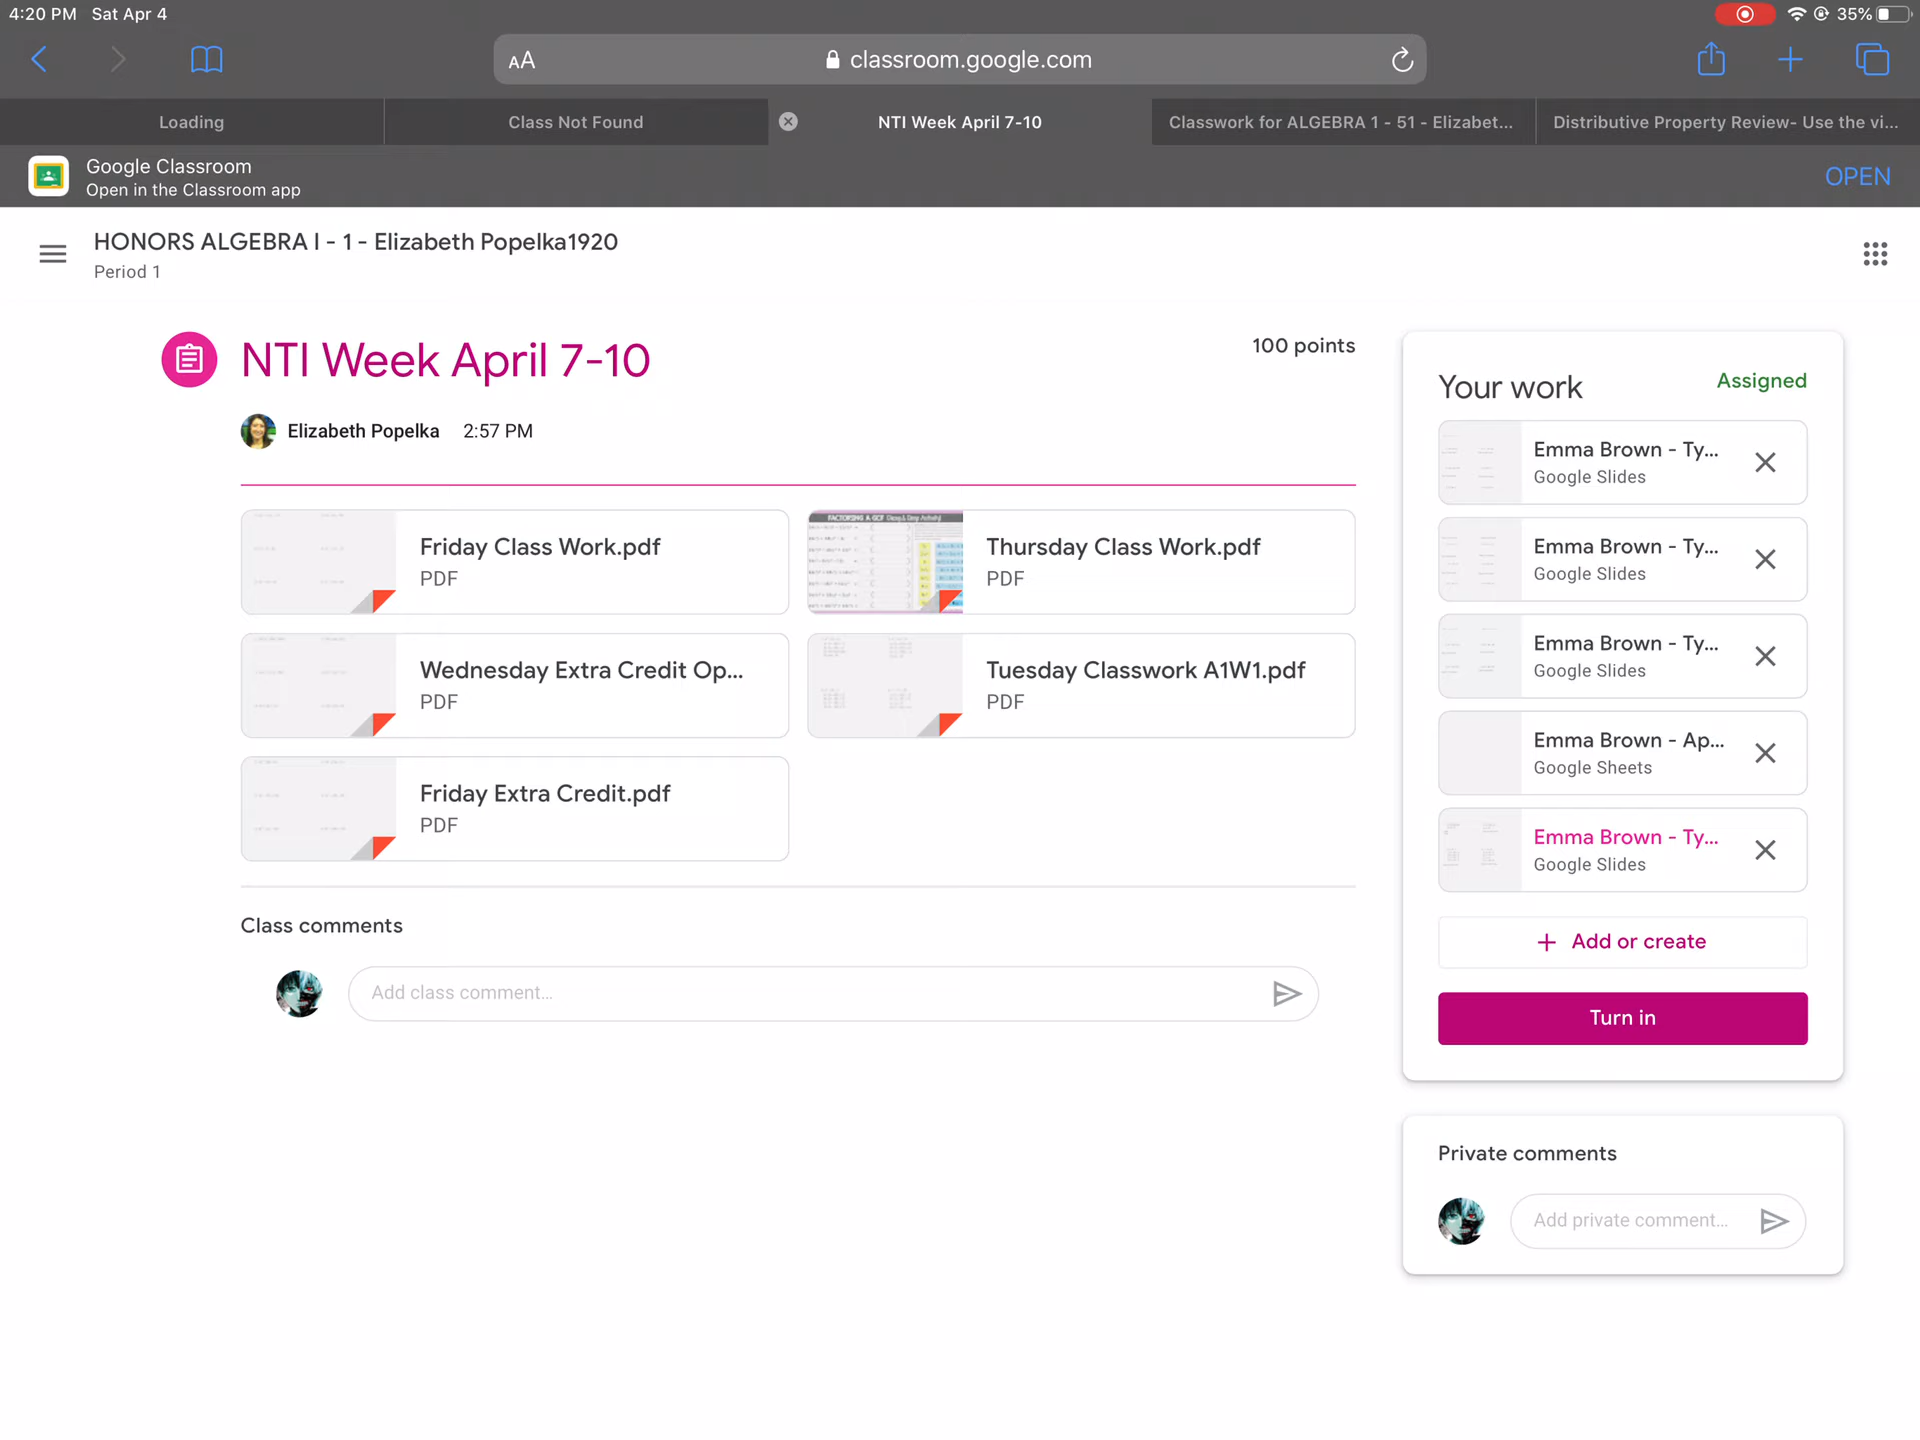 4:20 PM Sat Apr 4
35%
AA classroom.google.com
Loading
Class Not Found
NTI Week April 7-10
Classwork for ALGEBRA 1 - 51 - Elizabet...
Distributive Property Review- Use the vi...
Google Classroom
Open in the Classroom app
OPEN
HONORS ALGEBRA I - 1 - Elizabeth Popelka1920
Period 1
NTI Week April 7-10
100 points
Elizabeth Popelka 2:57 PM
Friday Class Work.pdf
PDF
FACTORING A GCF Drag & Drop Activity!
Thursday Class Work.pdf
PDF
Wednesday Extra Credit Op...
PDF
Tuesday Classwork A1W1.pdf
PDF
Friday Extra Credit.pdf
PDF
Class comments
Add class comment...
Your work
Assigned
Emma Brown - Ty...
Google Slides
Emma Brown - Ty...
Google Slides
Emma Brown - Ty...
Google Slides
Emma Brown - Ap...
Google Sheets
Emma Brown - Ty...
Google Slides
+ Add or create
Turn in
Private comments
Add private comment...